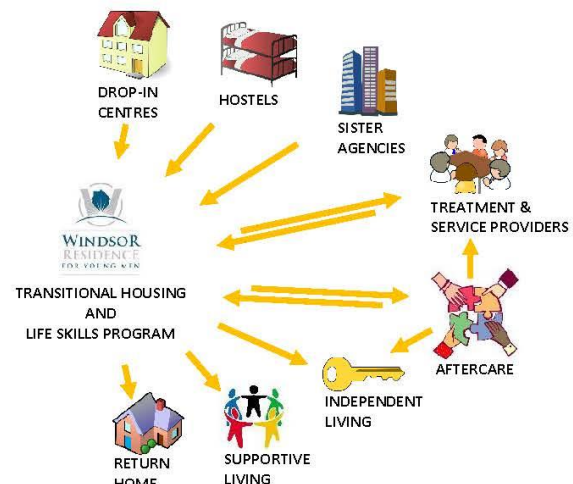 DROP-IN
CENTRES
HOSTELS
SISTER
AGENCIES
TREATMENT &
SERVICE PROVIDERS
WINDSOR
RESIDENCE
FOR YOUNG MEN
TRANSITIONAL HOUSING
AND
LIFE SKILLS PROGRAM
AFTERCARE
INDEPENDENT
LIVING
SUPPORTIVE
LIVING
RETURN
HOME